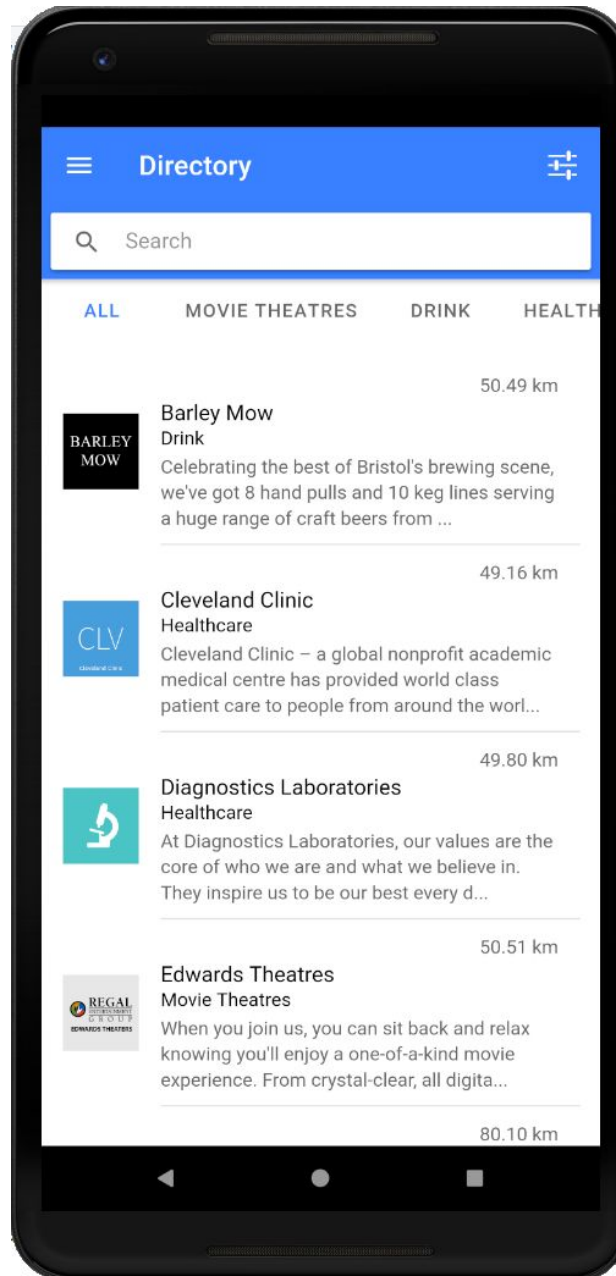 Directory
Search
ALL MOVIE THEATRES DRINK HEALTH
50.49 km
BARLEY
MOW
Barley Mow
Drink
Celebrating the best of Bristol's brewing scene,
we've got 8 hand pulls and 10 keg lines serving
a huge range of craft beers from ...
49.16 km
CLV
Cleveland Clinic
Cleveland Clinic
Healthcare
Cleveland Clinic – a global nonprofit academic
medical centre has provided world class
patient care to people from around the worl...
49.80 km
Diagnostics Laboratories
Healthcare
At Diagnostics Laboratories, our values are the
core of who we are and what we believe in.
They inspire us to be our best every d...
50.51 km
REGAL
ENTERTAINMENT
GROUP
EDWARDS THEATERS
Edwards Theatres
Movie Theatres
When you join us, you can sit back and relax
knowing you'll enjoy a one-of-a-kind movie
experience. From crystal-clear, all digita...
80.10 km